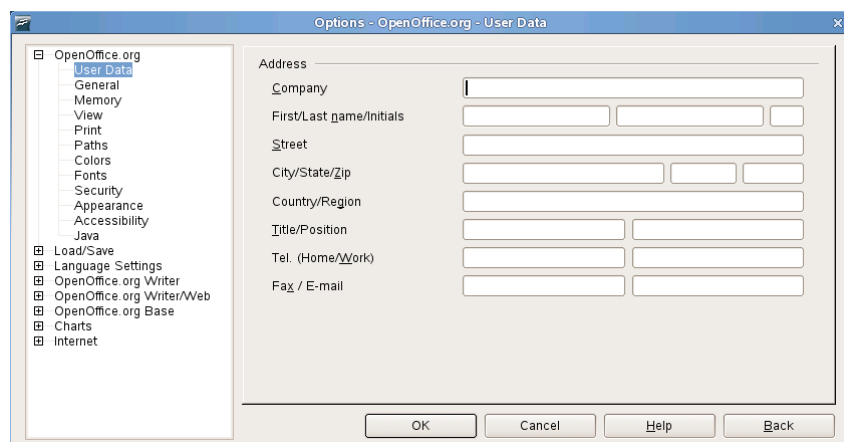 Options - OpenOffice.org - User Data
OpenOffice.org
User Data
General
Memory
View
Print
Paths
Colors
Fonts
Security
Appearance
Accessibility
Java
Load/Save
Language Settings
OpenOffice.org Writer
OpenOffice.org Writer/Web
OpenOffice.org Base
Charts
Internet
Address
Company
First/Last name/Initials
Street
City/State/Zip
Country/Region
Title/Position
Tel. (Home/Work)
Fax / E-mail
OK Cancel Help Back